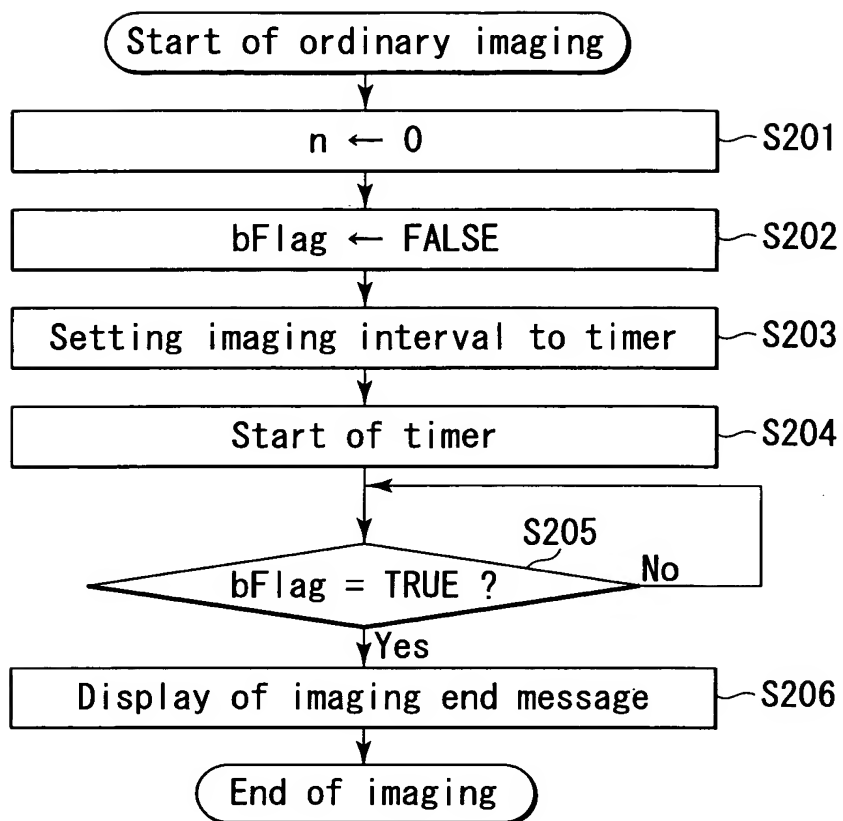 Start of ordinary imaging
n ← 0
S201
bFlag ← FALSE
S202
Setting imaging interval to timer
S203
Start of timer
S204
S205
bFlag = TRUE ?
No
Yes
Display of imaging end message
S206
End of imaging